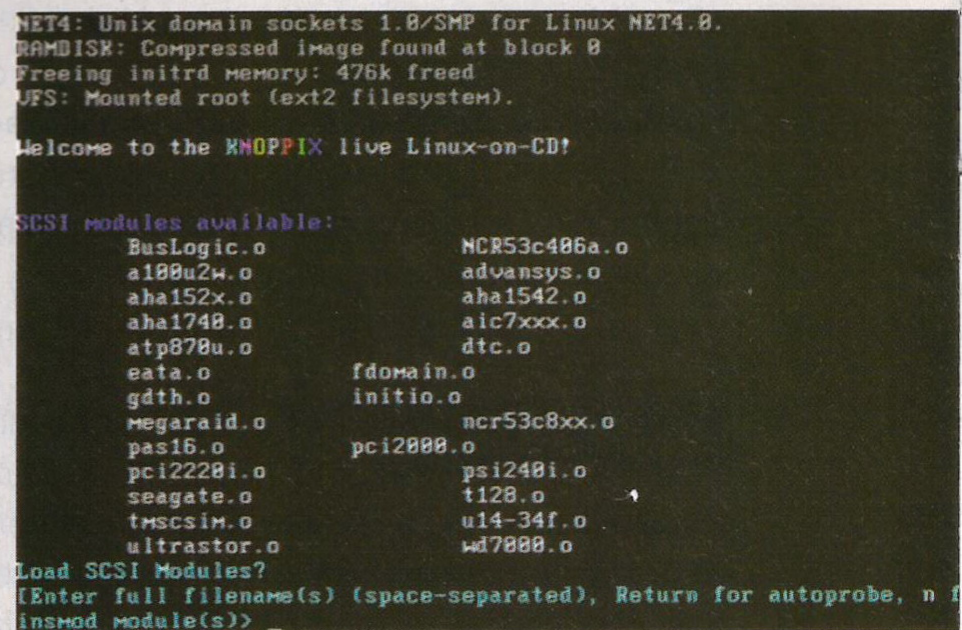 NET4: Unix domain sockets 1.0/SMP for Linux NET4.0.
RAMDISK: Compressed image found at block 0
Freeing initrd memory: 476k freed
VFS: Mounted root (ext2 filesystem).
Welcome to the KNOPPIX live Linux-on-CD!
SCSI modules available:
BusLogic.o NCR53c406a.o
a100u2w.o advansys.o
aha152x.o aha1542.o
aha1740.o aic7xxx.o
atp870u.o dtc.o
eata.o fdomain.o
gdth.o initio.o
megaraid.o ncr53c8xx.o
pas16.o pci2000.o
pci2220i.o psi240i.o
seagate.o t128.o
tmscsim.o u14-34f.o
ultrastor.o wd7000.o
Load SCSI Modules?
[Enter full filename(s) (space-separated), Return for autoprobe, n f
insmod module(s)>